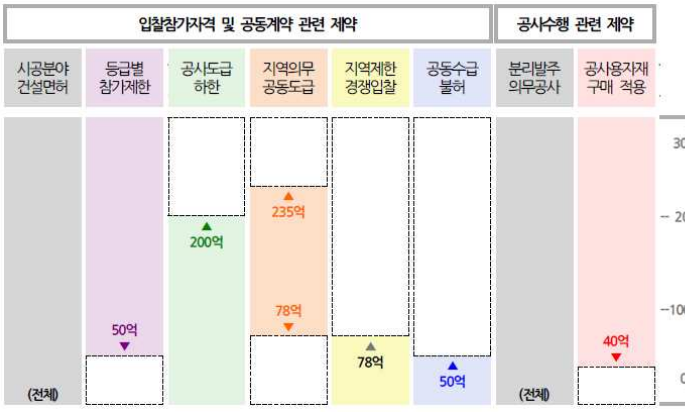 입찰참가자격 및 공동계약 관련 제약
공사수행 관련 제약
시공분야
건설면허
등급별
참가제한
공사도급
하한
지역의무
공동도급
지역제한
경쟁입찰
공동수급
불허
분리발주
의무공사
공사용자재
구매 적용
30
235억
200억
20
78억
100
50억
78억
50억
40억
0
(전체)
(전체)